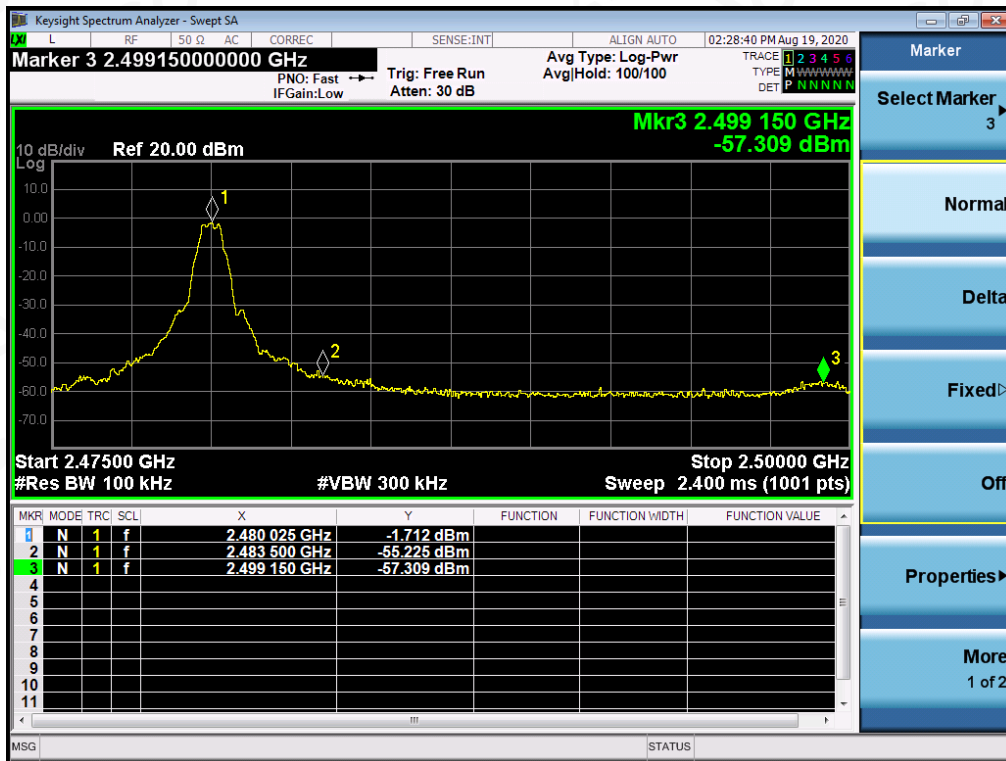 Keysight Spectrum Analyzer - Swept SA
LXI L RF 50 Ω AC CORREC SENSE:INT ALIGN AUTO 02:28:40 PM Aug 19, 2020
Marker 3 2.499150000000 GHz
PNO: Fast
IFGain:Low
Trig: Free Run
Atten: 30 dB
Avg Type: Log-Pwr
Avg|Hold: 100/100
TRACE 1 2 3 4 5 6
TYPE M
DET P N N N N N
Mkr3 2.499 150 GHz
-57.309 dBm
10 dB/div Ref 20.00 dBm
Log
10.0
0.00
-10.0
-20.0
-30.0
-40.0
-50.0
-60.0
-70.0
1
2
3
Start 2.47500 GHz Stop 2.50000 GHz
#Res BW 100 kHz #VBW 300 kHz Sweep 2.400 ms (1001 pts)
MKR MODE TRC SCL X Y FUNCTION FUNCTION WIDTH FUNCTION VALUE
1 N 1 f 2.480 025 GHz -1.712 dBm
2 N 1 f 2.483 500 GHz -55.225 dBm
3 N 1 f 2.499 150 GHz -57.309 dBm
4
5
6
7
8
9
10
11
MSG STATUS
Marker
Select Marker
3
Normal
Delta
Fixed
Off
Properties
More
1 of 2